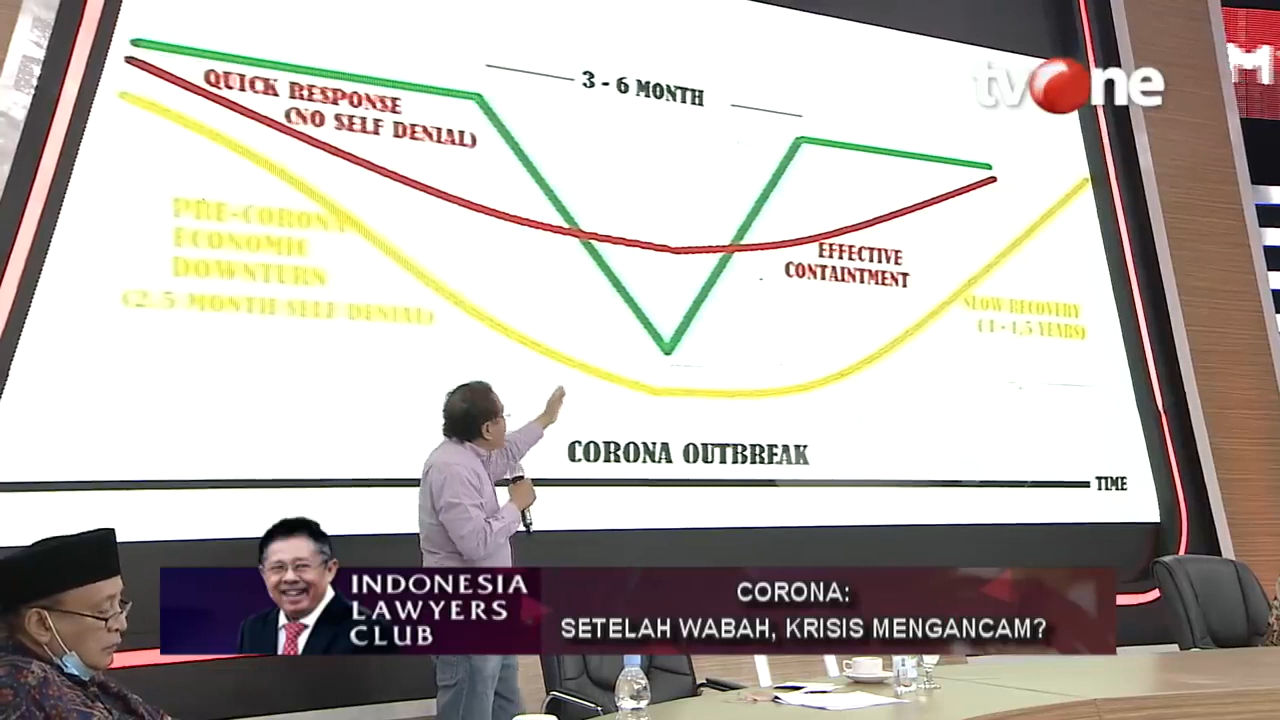 QUICK RESPONSE
(NO SELF DENIAL)
3 - 6 MONTH
tvOne
M
PRE-CORONA
ECONOMIC
DOWNTURN
(2.5 MONTH SELF DENIAL)
EFFECTIVE
CONTAINTMENT
SLOW RECOVERY
(1 - 1,5 YEARS)
CORONA OUTBREAK
TIME
INDONESIA
LAWYERS
CLUB
CORONA:
SETELAH WABAH, KRISIS MENGANCAM?